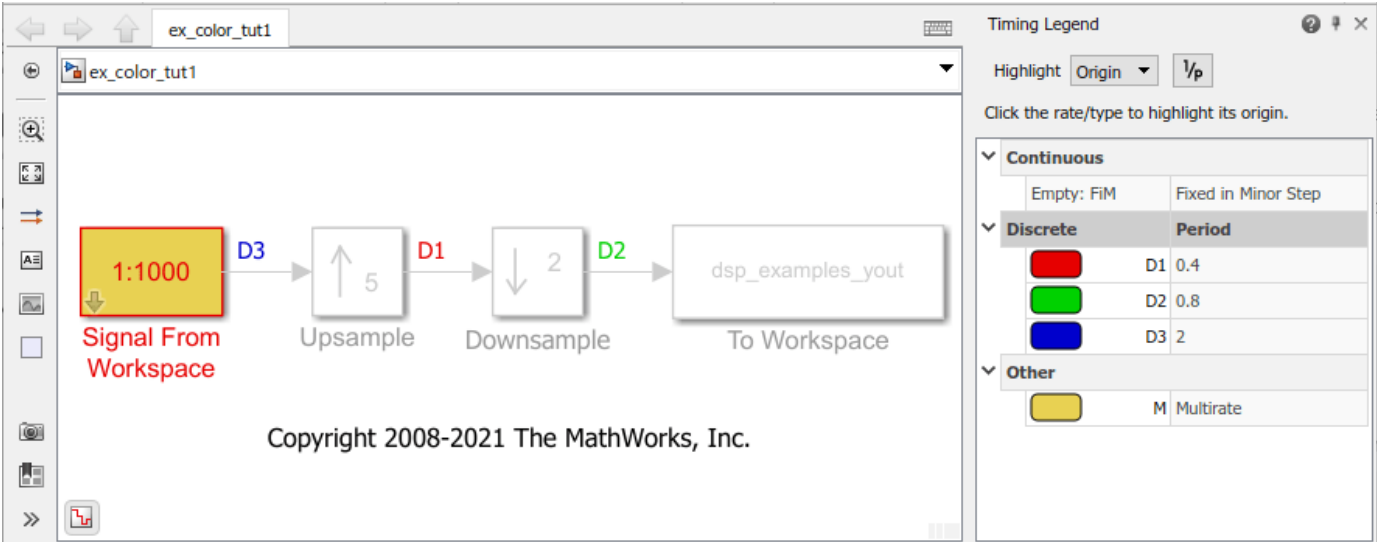 ex_color_tut1
ex_color_tut1
1:1000
D3
5
D1
2
D2
dsp_examples_yout
Signal From
Workspace
Upsample
Downsample
To Workspace
Copyright 2008-2021 The MathWorks, Inc.
Timing Legend
Highlight Origin 1/p
Click the rate/type to highlight its origin.
Continuous
Empty: FiM Fixed in Minor Step
Discrete Period
D1 0.4
D2 0.8
D3 2
Other
M Multirate